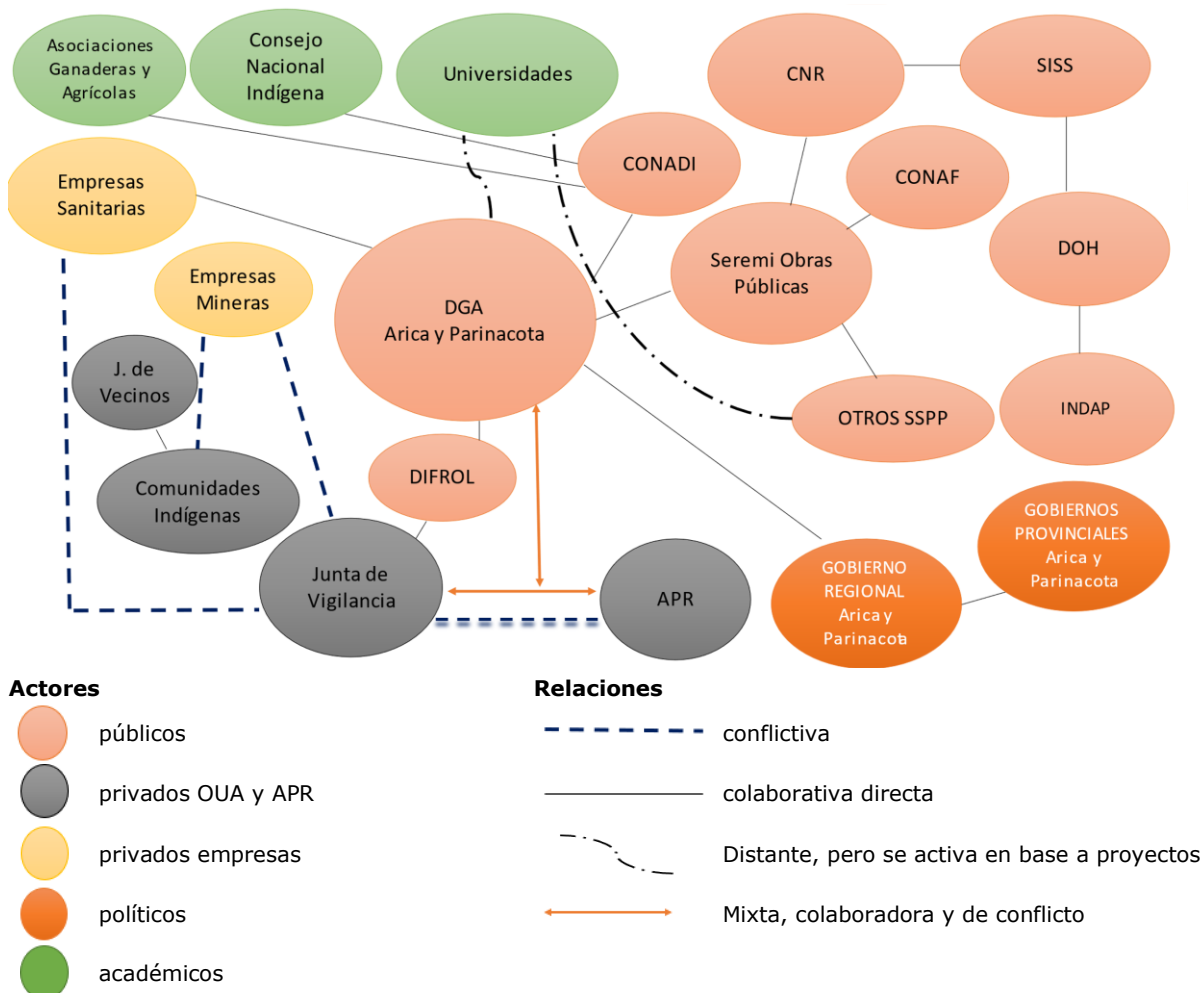 Asociaciones
Ganaderas y
Agrícolas
Consejo
Nacional
Indígena
Universidades
CNR
SISS
CONADI
CONAF
Empresas
Sanitarias
Empresas
Mineras
DGA
Arica y Parinacota
Seremi Obras
Públicas
DOH
J. de
Vecinos
OTROS SSPP
INDAP
DIFROL
Comunidades
Indígenas
GOBIERNOS
PROVINCIALES
Arica y
Parinacota
Junta de
Vigilancia
APR
GOBIERNO
REGIONAL
Arica y
Parinacota
Actores
Relaciones
públicos
conflictiva
privados OUA y APR
colaborativa directa
privados empresas
Distante, pero se activa en base a proyectos
políticos
Mixta, colaboradora y de conflicto
académicos